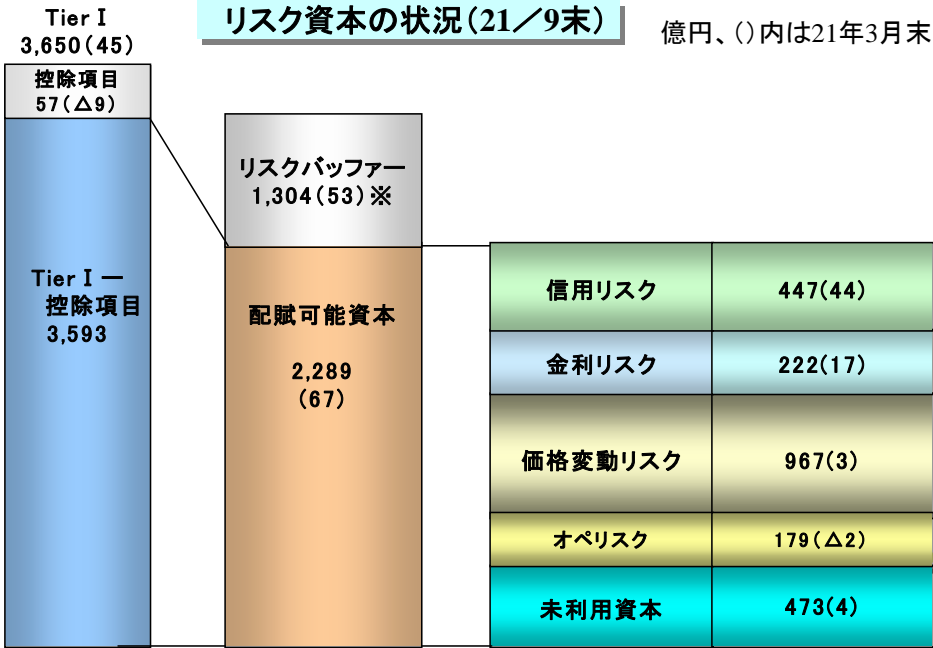 リスク資本の状況(21/9末)
億円、()内は21年3月末
Tier Ⅰ
3,650(45)
控除項目
57(△9)
Tier Ⅰ －
控除項目
3,593
リスクバッファー
1,304(53)※
配賦可能資本
2,289
(67)
信用リスク 447(44)
金利リスク 222(17)
価格変動リスク 967(3)
オペリスク 179(△2)
未利用資本 473(4)